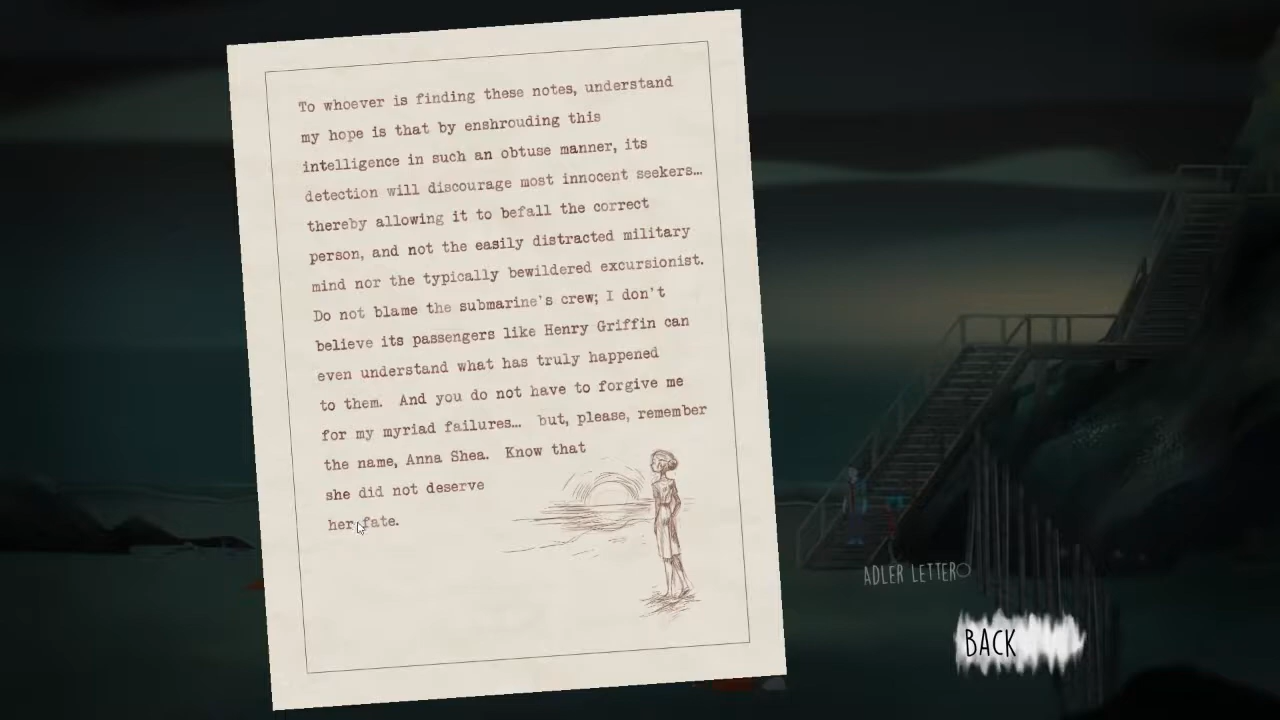 To whoever is finding these notes, understand
my hope is that by enshrouding this
intelligence in such an obtuse manner, its
detection will discourage most innocent seekers...
thereby allowing it to befall the correct
person, and not the easily distracted military
mind nor the typically bewildered excursionist.
Do not blame the submarine's crew; I don't
believe its passengers like Henry Griffin can
even understand what has truly happened
to them. And you do not have to forgive me
for my myriad failures... but, please, remember
the name, Anna Shea. Know that
she did not deserve
her fate.
ADLER LETTER
BACK